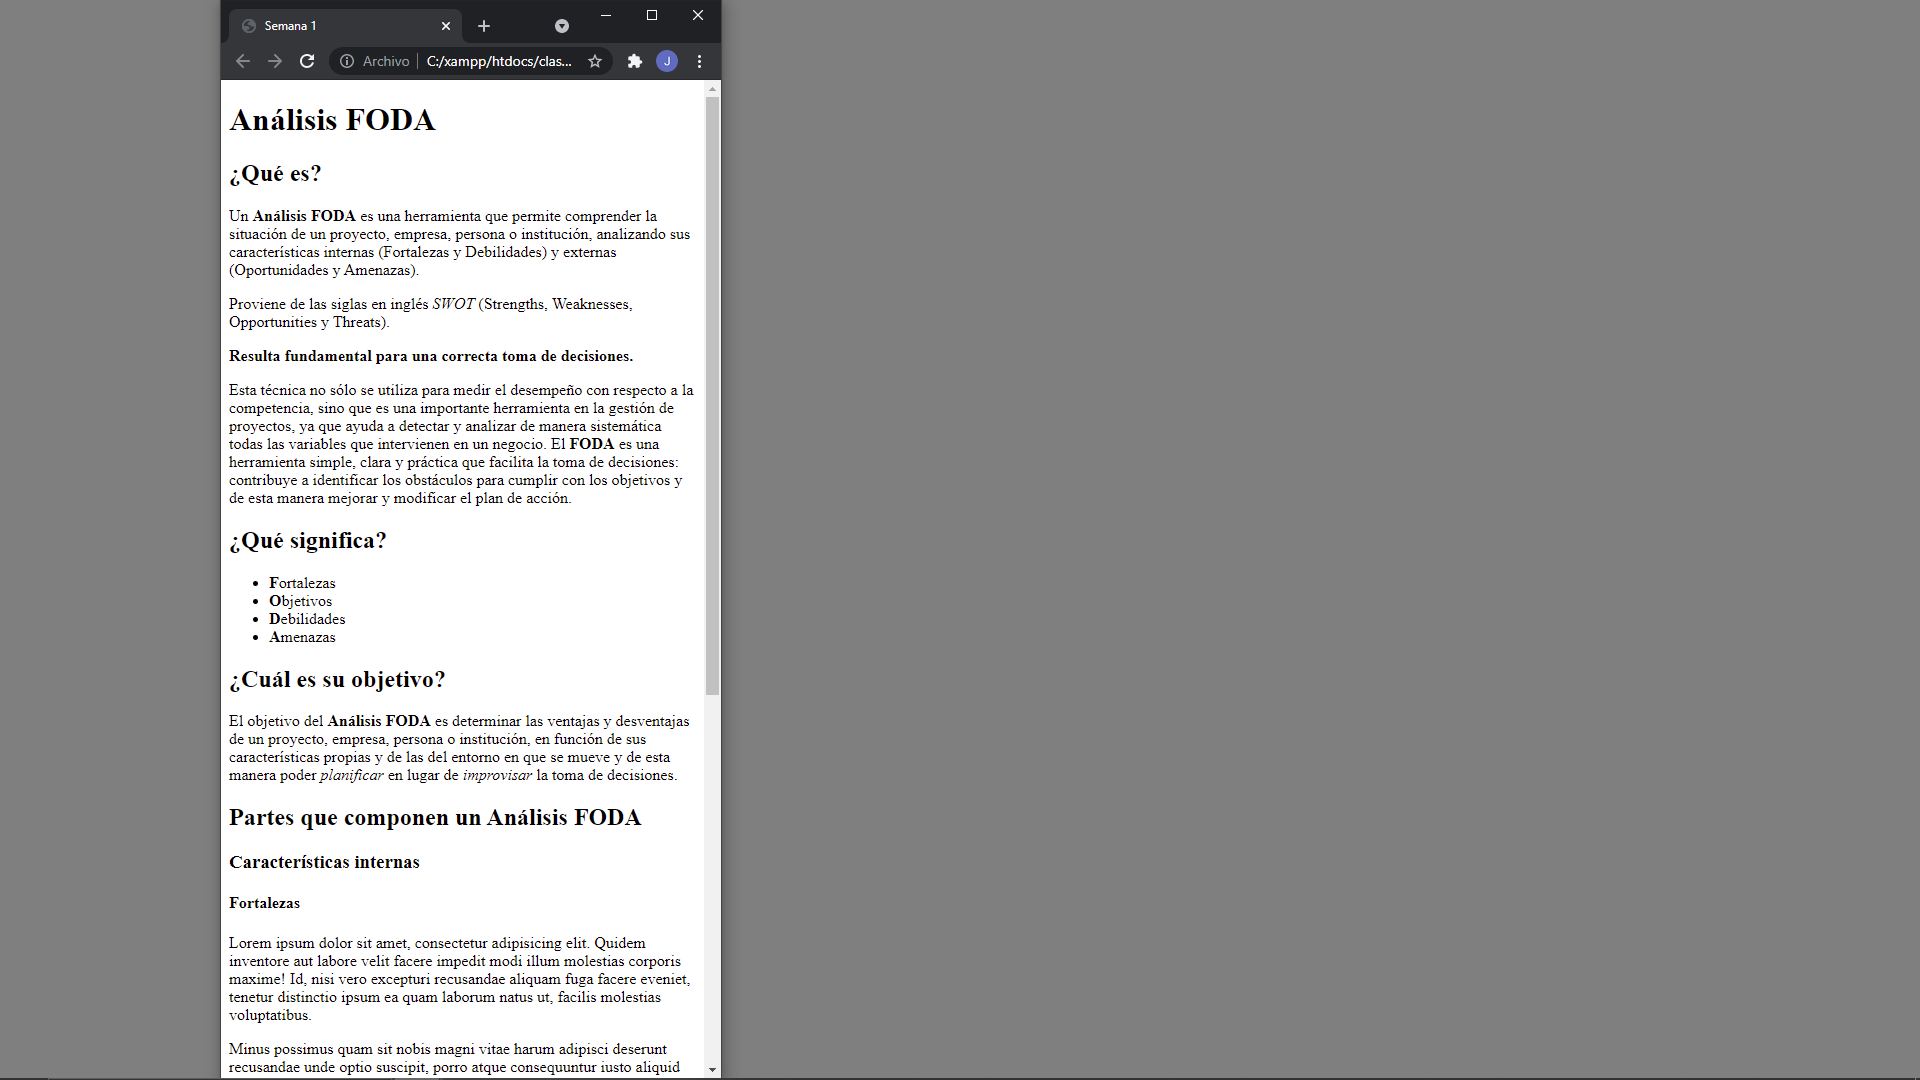 Semana 1
Archivo C:/xampp/htdocs/clas...
J
Análisis FODA
¿Qué es?
Un Análisis FODA es una herramienta que permite comprender la
situación de un proyecto, empresa, persona o institución, analizando sus
características internas (Fortalezas y Debilidades) y externas
(Oportunidades y Amenazas).
Proviene de las siglas en inglés SWOT (Strengths, Weaknesses,
Opportunities y Threats).
Resulta fundamental para una correcta toma de decisiones.
Esta técnica no sólo se utiliza para medir el desempeño con respecto a la
competencia, sino que es una importante herramienta en la gestión de
proyectos, ya que ayuda a detectar y analizar de manera sistemática
todas las variables que intervienen en un negocio. El FODA es una
herramienta simple, clara y práctica que facilita la toma de decisiones:
contribuye a identificar los obstáculos para cumplir con los objetivos y
de esta manera mejorar y modificar el plan de acción.
¿Qué significa?
• Fortalezas
• Objetivos
• Debilidades
• Amenazas
¿Cuál es su objetivo?
El objetivo del Análisis FODA es determinar las ventajas y desventajas
de un proyecto, empresa, persona o institución, en función de sus
características propias y de las del entorno en que se mueve y de esta
manera poder planificar en lugar de improvisar la toma de decisiones.
Partes que componen un Análisis FODA
Características internas
Fortalezas
Lorem ipsum dolor sit amet, consectetur adipisicing elit. Quidem
inventore aut labore velit facere impedit modi illum molestias corporis
maxime! Id, nisi vero excepturi recusandae aliquam fuga facere eveniet,
tenetur distinctio ipsum ea quam laborum natus ut, facilis molestias
voluptatibus.
Minus possimus quam sit nobis magni vitae harum adipisci deserunt
recusandae unde optio suscipit, porro atque consequuntur iusto aliquid